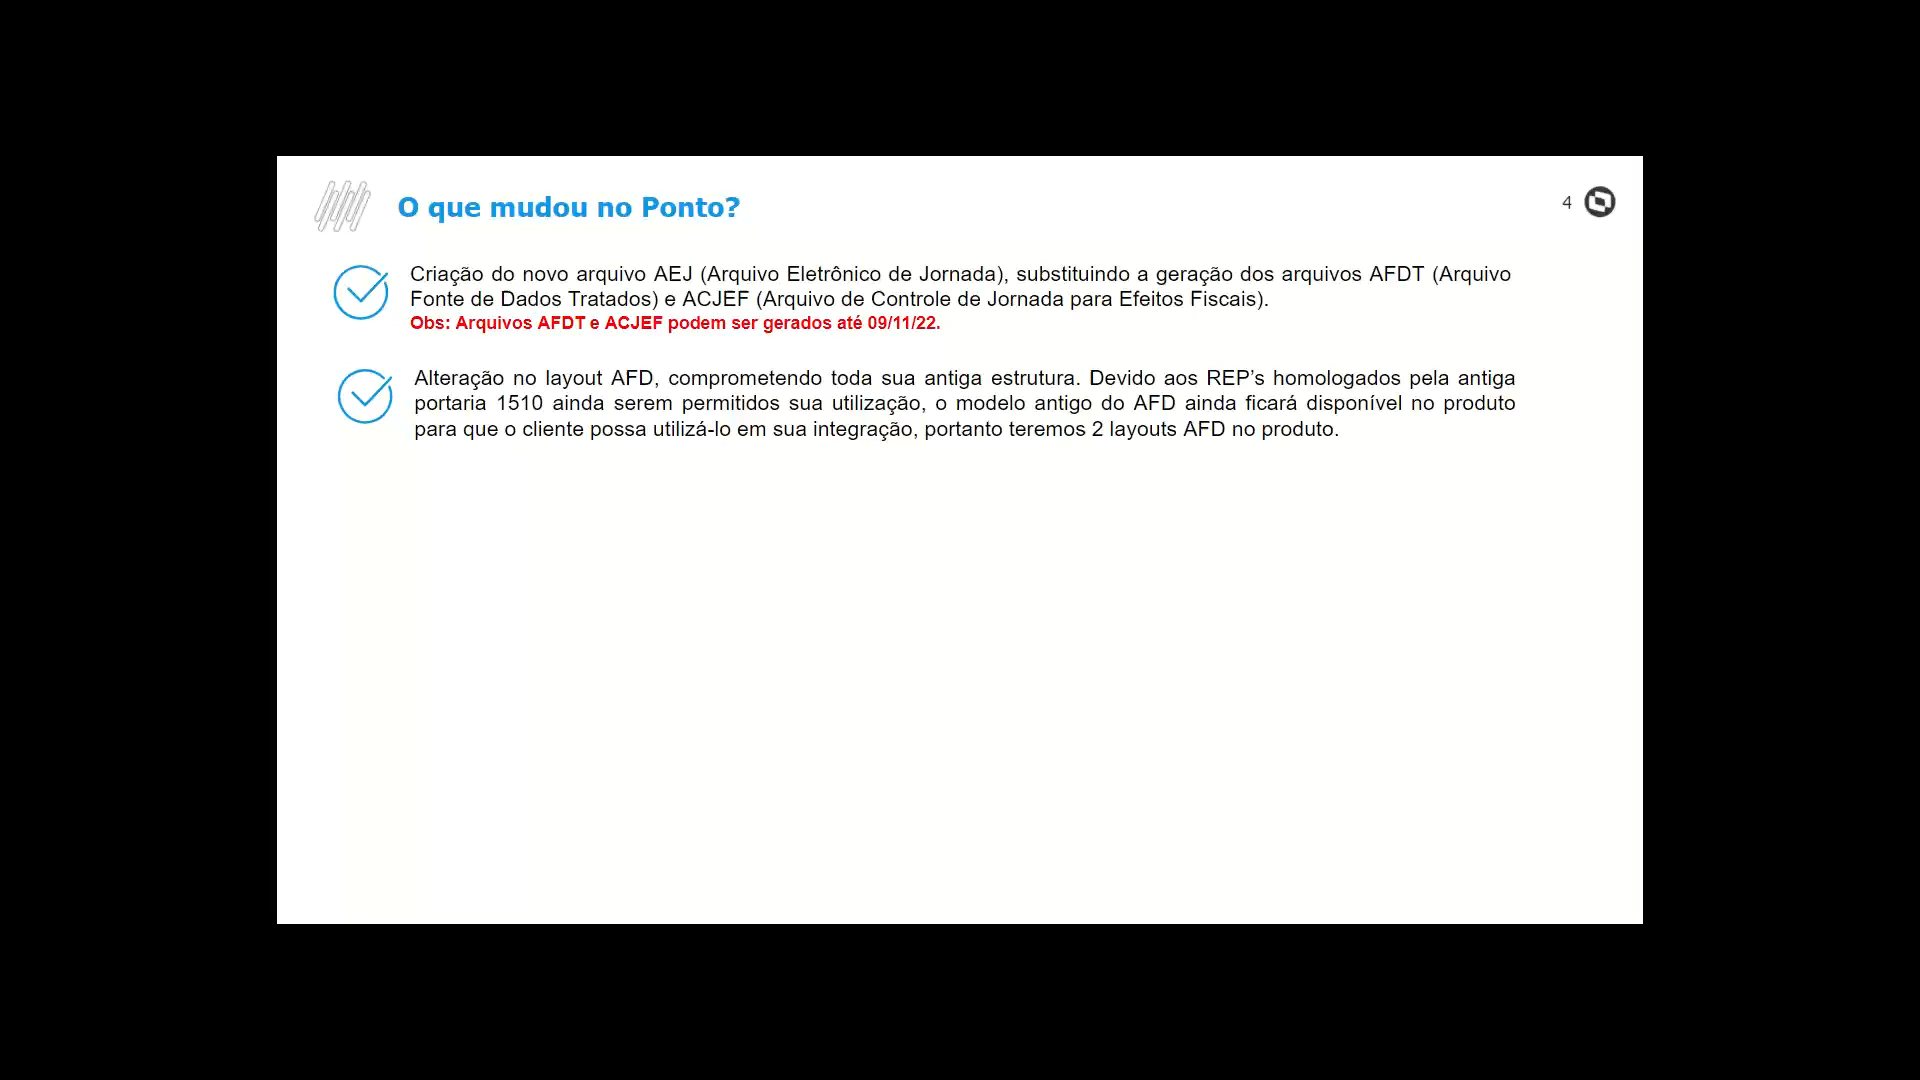 O que mudou no Ponto?
4
Criação do novo arquivo AEJ (Arquivo Eletrônico de Jornada), substituindo a geração dos arquivos AFDT (Arquivo
Fonte de Dados Tratados) e ACJEF (Arquivo de Controle de Jornada para Efeitos Fiscais).
Obs: Arquivos AFDT e ACJEF podem ser gerados até 09/11/22.
Alteração no layout AFD, comprometendo toda sua antiga estrutura. Devido aos REP’s homologados pela antiga
portaria 1510 ainda serem permitidos sua utilização, o modelo antigo do AFD ainda ficará disponível no produto
para que o cliente possa utilizá-lo em sua integração, portanto teremos 2 layouts AFD no produto.